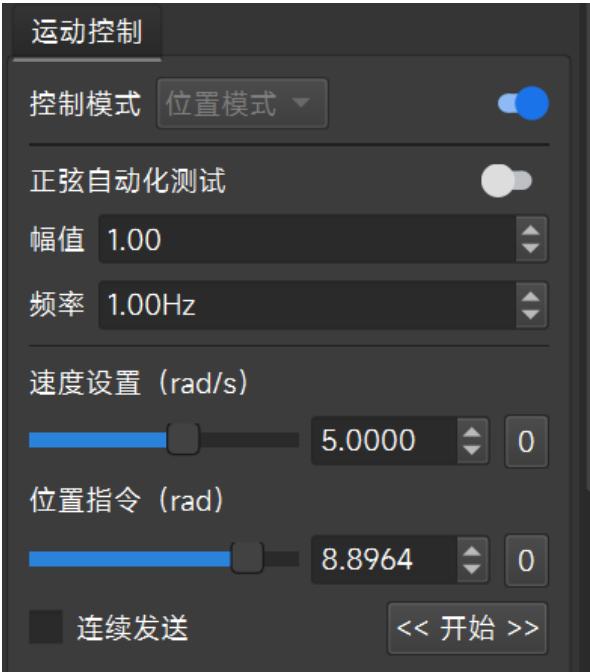 运动控制
控制模式 位置模式
正弦自动化测试
幅值 1.00
频率 1.00Hz
速度设置（rad/s）
5.0000 0
位置指令（rad）
8.8964 0
连续发送 << 开始 >>